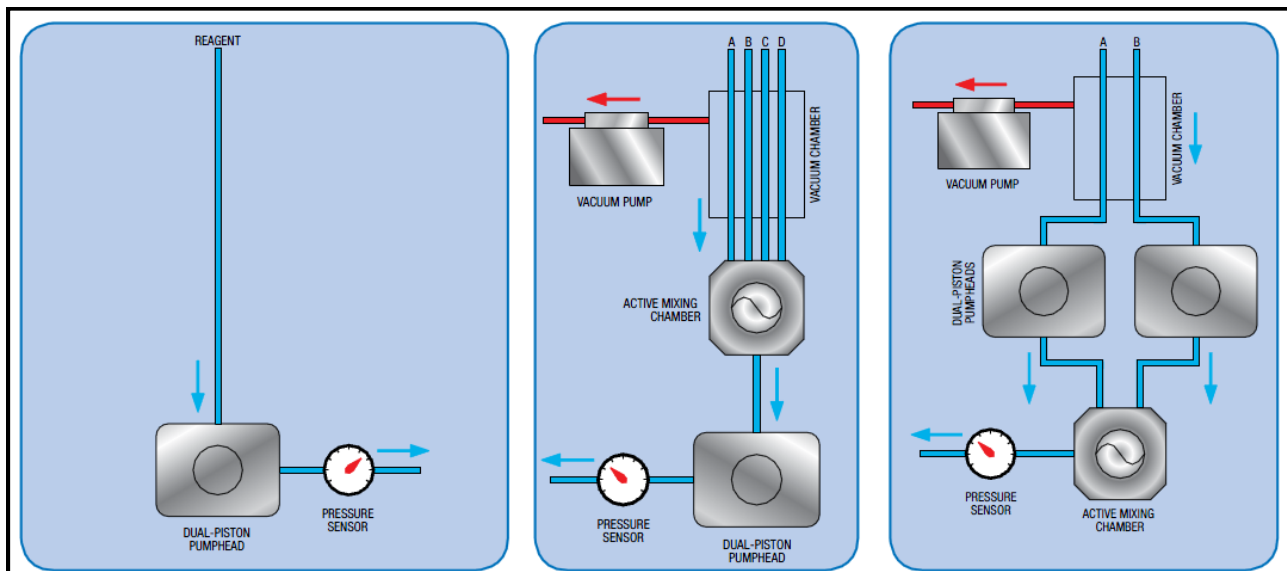 REAGENT
DUAL-PISTON
PUMPHEAD
PRESSURE
SENSOR
A B C D
VACUUM CHAMBER
VACUUM PUMP
ACTIVE MIXING
CHAMBER
PRESSURE
SENSOR
DUAL-PISTON
PUMPHEAD
A B
VACUUM CHAMBER
VACUUM PUMP
DUAL-PISTON
PUMPHEADS
PRESSURE
SENSOR
ACTIVE MIXING
CHAMBER